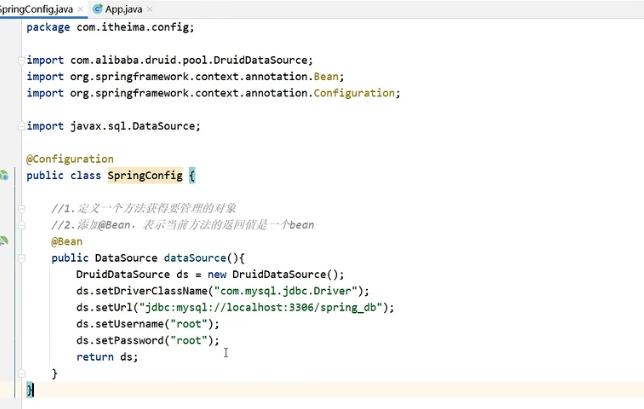 SpringConfig.java × App.java ×
package com.itheima.config;
import com.alibaba.druid.pool.DruidDataSource;
import org.springframework.context.annotation.Bean;
import org.springframework.context.annotation.Configuration;
import javax.sql.DataSource;
@Configuration
public class SpringConfig {
//1.定义一个方法获得要管理的对象
//2.添加@Bean，表示当前方法的返回值是一个bean
@Bean
public DataSource dataSource(){
DruidDataSource ds = new DruidDataSource();
ds.setDriverClassName("com.mysql.jdbc.Driver");
ds.setUrl("jdbc:mysql://localhost:3306/spring_db");
ds.setUsername("root");
ds.setPassword("root");
return ds;
}
}